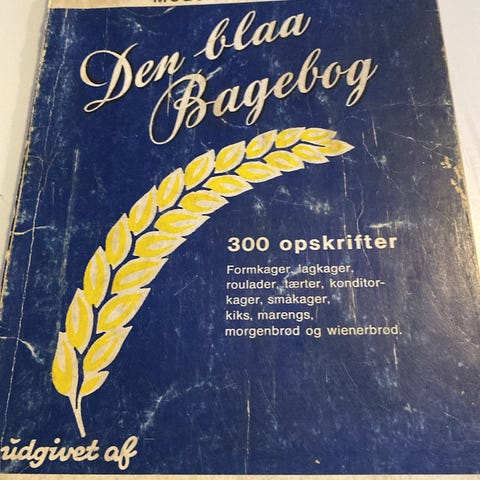 Den blaa
Bagebog
300 opskrifter
Formkager, lagkager,
roulader, tærter, konditor-
kager, småkager,
kiks, marengs,
morgenbrød og wienerbrød.
udgivet af